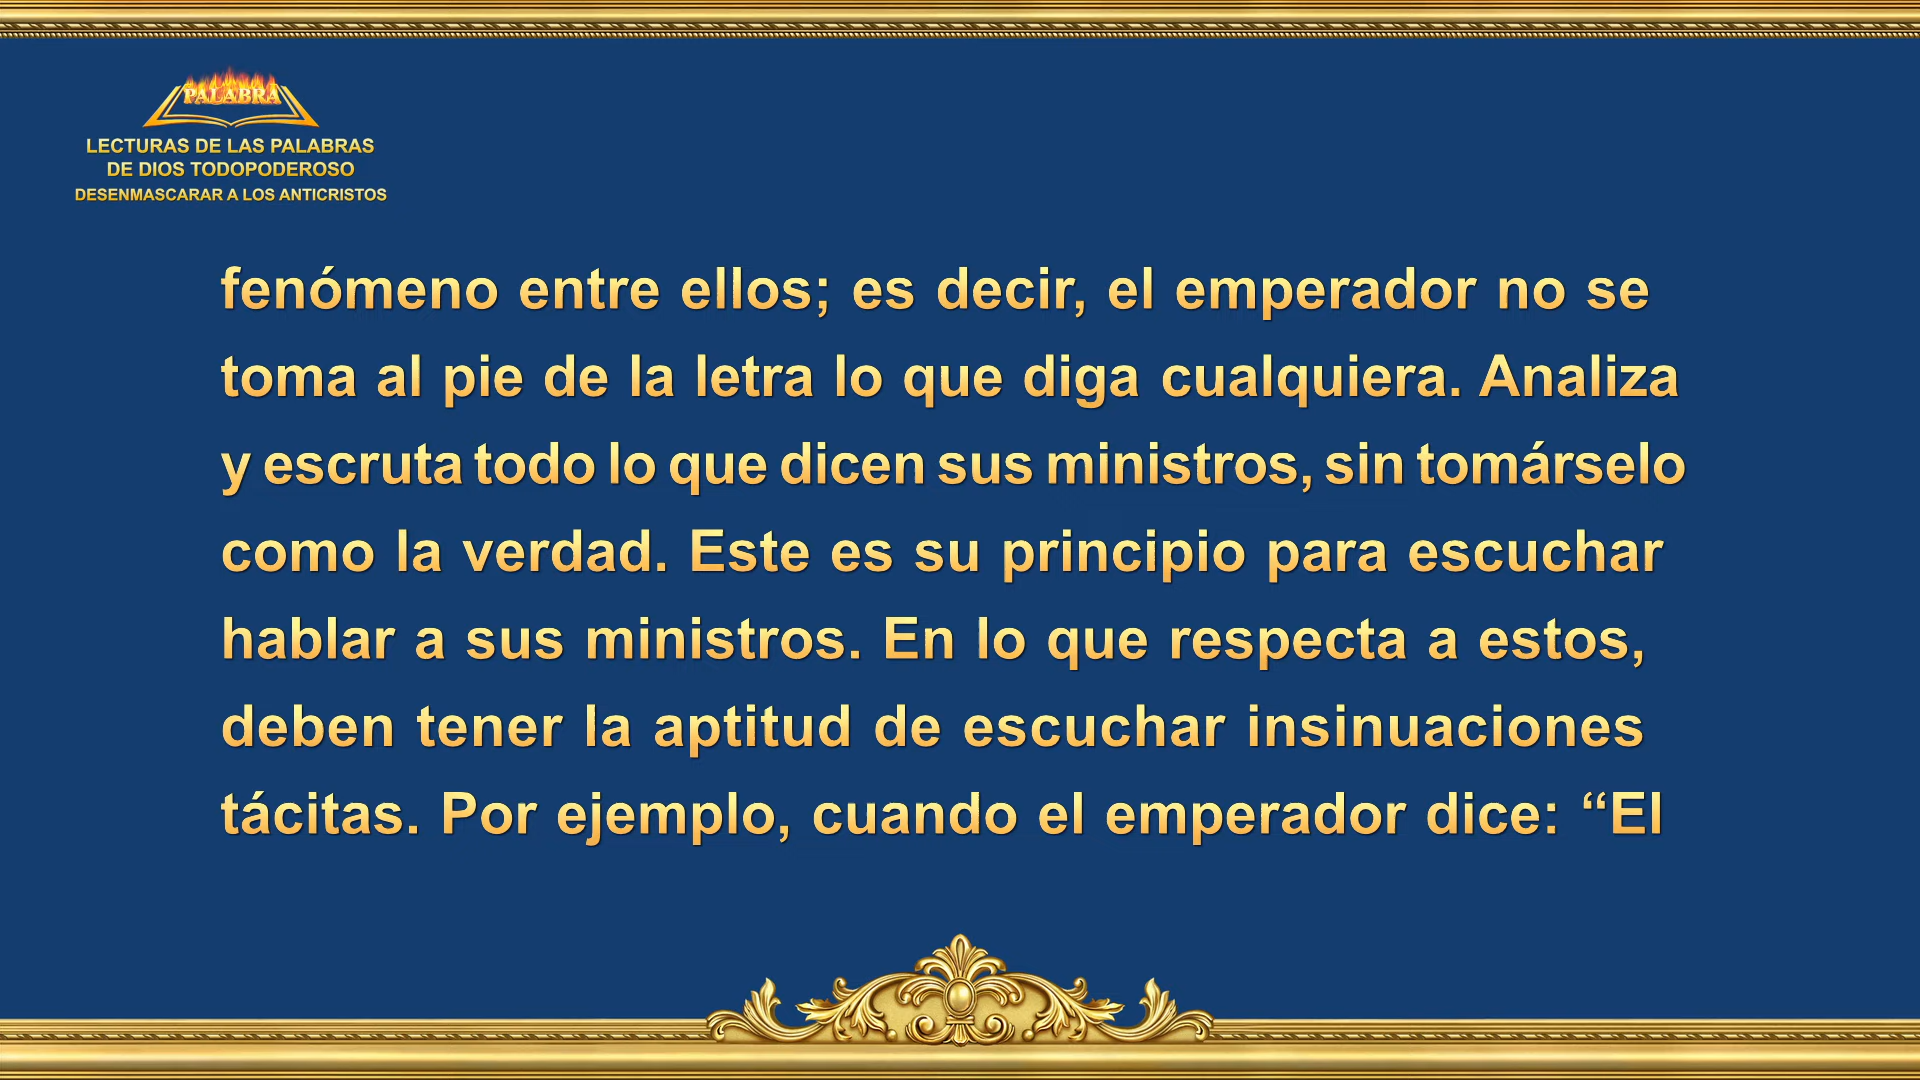 PALABRA
LECTURAS DE LAS PALABRAS
DE DIOS TODOPODEROSO
DESENMASCARAR A LOS ANTICRISTOS
fenómeno entre ellos; es decir, el emperador no se
toma al pie de la letra lo que diga cualquiera. Analiza
y escruta todo lo que dicen sus ministros, sin tomárselo
como la verdad. Este es su principio para escuchar
hablar a sus ministros. En lo que respecta a estos,
deben tener la aptitud de escuchar insinuaciones
tácitas. Por ejemplo, cuando el emperador dice: “El